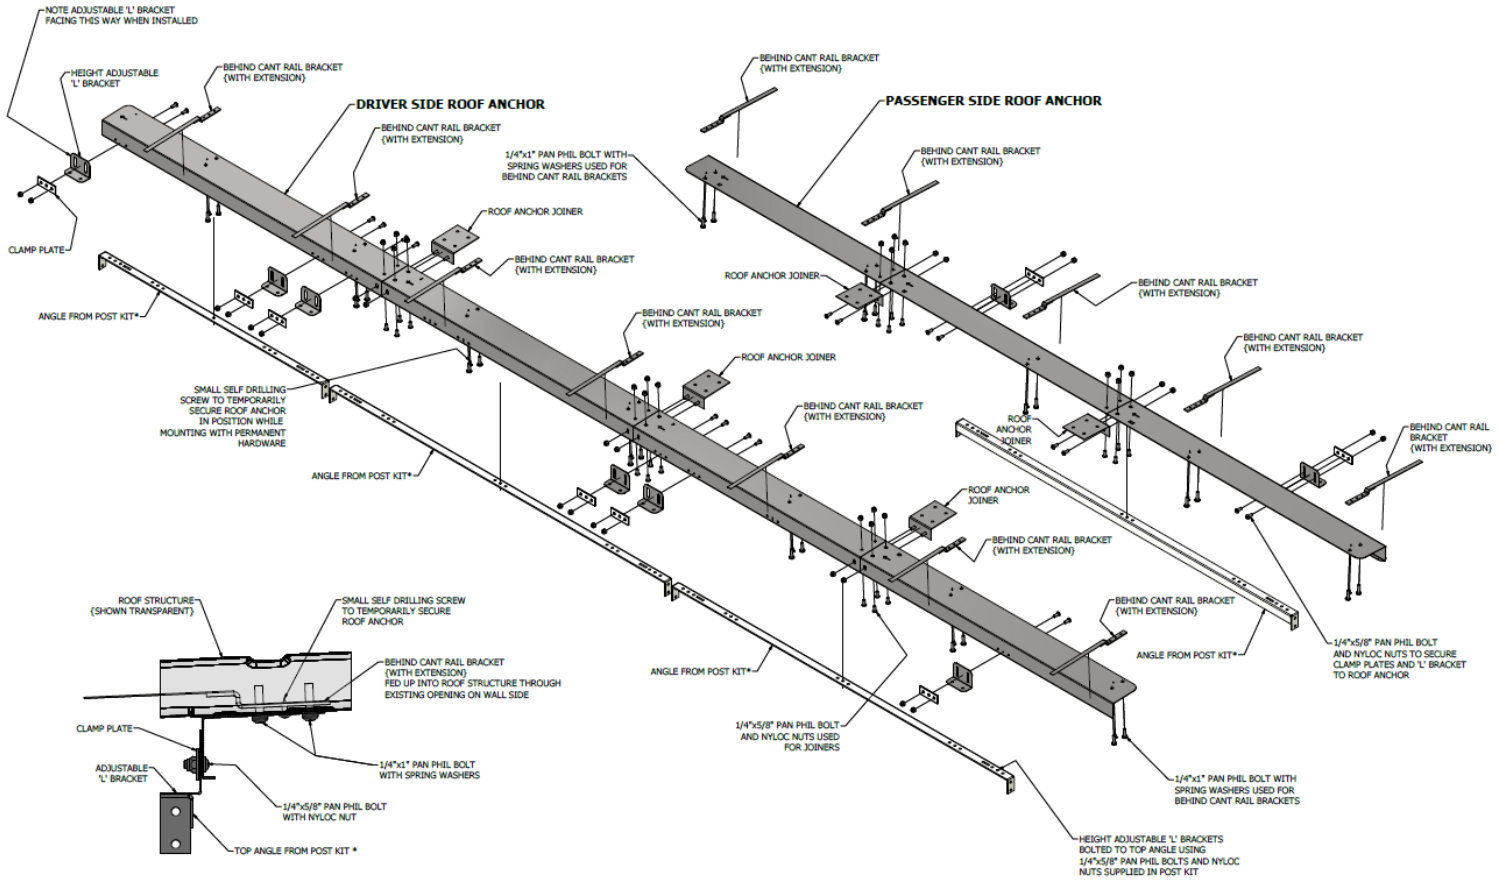 NOTE ADJUSTABLE 'L' BRACKET
FACING THIS WAY WHEN INSTALLED
HEIGHT ADJUSTABLE
'L' BRACKET
BEHIND CANT RAIL BRACKET
{WITH EXTENSION}
DRIVER SIDE ROOF ANCHOR
BEHIND CANT RAIL BRACKET
{WITH EXTENSION}
CLAMP PLATE
ROOF ANCHOR JOINER
BEHIND CANT RAIL BRACKET
{WITH EXTENSION}
ANGLE FROM POST KIT*
BEHIND CANT RAIL BRACKET
{WITH EXTENSION}
ROOF ANCHOR JOINER
SMALL SELF DRILLING
SCREW TO TEMPORARILY
SECURE ROOF ANCHOR
IN POSITION WHILE
MOUNTING WITH PERMANENT
HARDWARE
BEHIND CANT RAIL BRACKET
{WITH EXTENSION}
ANGLE FROM POST KIT*
ROOF ANCHOR
JOINER
BEHIND CANT RAIL BRACKET
{WITH EXTENSION}
BEHIND CANT RAIL BRACKET
{WITH EXTENSION}
ANGLE FROM POST KIT*
1/4"x5/8" PAN PHIL BOLT
AND NYLOC NUTS USED
FOR JOINERS
1/4"x1" PAN PHIL BOLT WITH
SPRING WASHERS USED FOR
BEHIND CANT RAIL BRACKETS
HEIGHT ADJUSTABLE 'L' BRACKETS
BOLTED TO TOP ANGLE USING
1/4"x5/8" PAN PHIL BOLTS AND NYLOC
NUTS SUPPLIED IN POST KIT
BEHIND CANT RAIL BRACKET
{WITH EXTENSION}
PASSENGER SIDE ROOF ANCHOR
1/4"x1" PAN PHIL BOLT WITH
SPRING WASHERS USED FOR
BEHIND CANT RAIL BRACKETS
BEHIND CANT RAIL BRACKET
{WITH EXTENSION}
ROOF ANCHOR JOINER
BEHIND CANT RAIL BRACKET
{WITH EXTENSION}
BEHIND CANT RAIL BRACKET
{WITH EXTENSION}
ROOF
ANCHOR
JOINER
BEHIND CANT RAIL
BRACKET
{WITH EXTENSION}
ANGLE FROM POST KIT*
1/4"x5/8" PAN PHIL BOLT
AND NYLOC NUTS TO SECURE
CLAMP PLATES AND 'L' BRACKET
TO ROOF ANCHOR
ROOF STRUCTURE
{SHOWN TRANSPARENT}
SMALL SELF DRILLING SCREW
TO TEMPORARILY SECURE
ROOF ANCHOR
BEHIND CANT RAIL BRACKET
{WITH EXTENSION}
FED UP INTO ROOF STRUCTURE THROUGH
EXISTING OPENING ON WALL SIDE
CLAMP PLATE
ADJUSTABLE
'L' BRACKET
1/4"x1" PAN PHIL BOLT
WITH SPRING WASHERS
1/4"x5/8" PAN PHIL BOLT
WITH NYLOC NUT
TOP ANGLE FROM POST KIT *